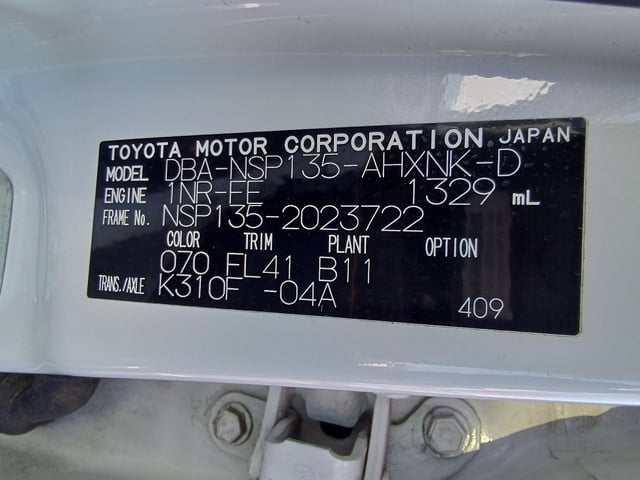 TOYOTA MOTOR CORPORATION JAPAN
MODEL DBA-NSP135-AHXNK-D
ENGINE 1NR-FE 1329 mL
FRAME No. NSP135-2023722
COLOR TRIM PLANT OPTION
070 FL41 B11
TRANS./AXLE K310F -04A
409